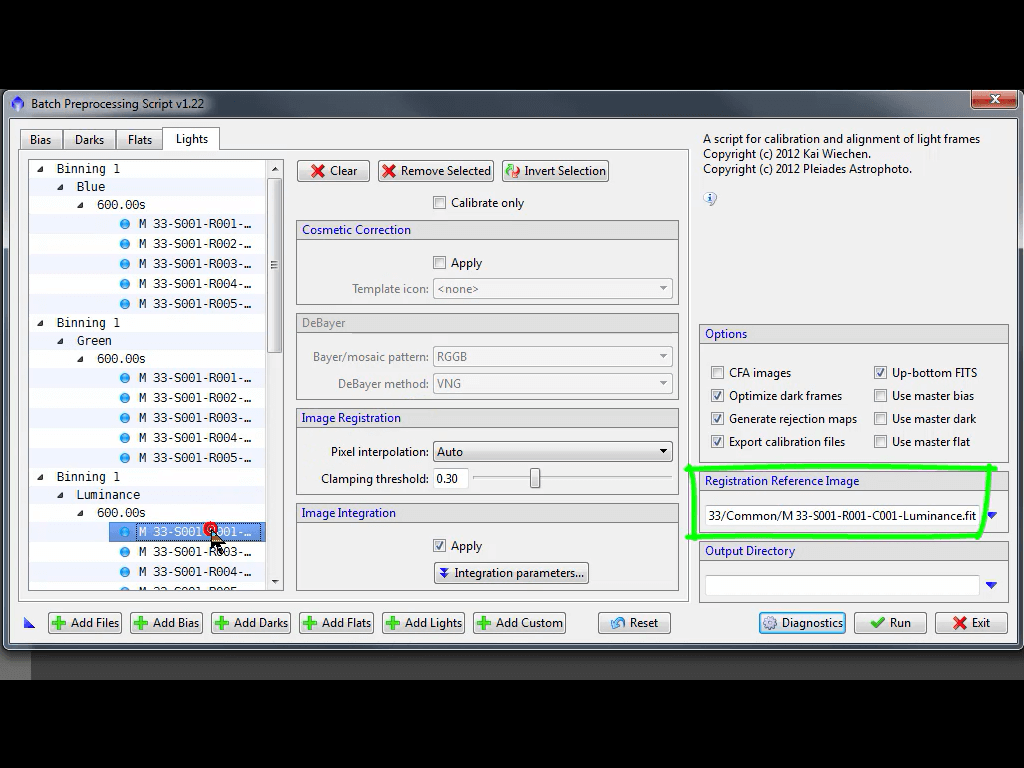 Batch Preprocessing Script v1.22
Bias Darks Flats Lights
Binning 1
Blue
600.00s
M 33-S001-R001-...
M 33-S001-R002-...
M 33-S001-R003-...
M 33-S001-R004-...
M 33-S001-R005-...
Binning 1
Green
600.00s
M 33-S001-R001-...
M 33-S001-R002-...
M 33-S001-R003-...
M 33-S001-R004-...
M 33-S001-R005-...
Binning 1
Luminance
600.00s
M 33-S001-R001-...
M 33-S001-R003-...
M 33-S001-R004-...
Clear Remove Selected Invert Selection
Calibrate only
Cosmetic Correction
Apply
Template icon: <none>
DeBayer
Bayer/mosaic pattern: RGGB
DeBayer method: VNG
Image Registration
Pixel interpolation: Auto
Clamping threshold: 0.30
Image Integration
Apply
Integration parameters...
A script for calibration and alignment of light frames
Copyright (c) 2012 Kai Wiechen.
Copyright (c) 2012 Pleiades Astrophoto.
Options
CFA images Up-bottom FITS
Optimize dark frames Use master bias
Generate rejection maps Use master dark
Export calibration files Use master flat
Registration Reference Image
33/Common/M 33-S001-R001-C001-Luminance.fit
Output Directory
Add Files Add Bias Add Darks Add Flats Add Lights Add Custom Reset Diagnostics Run Exit